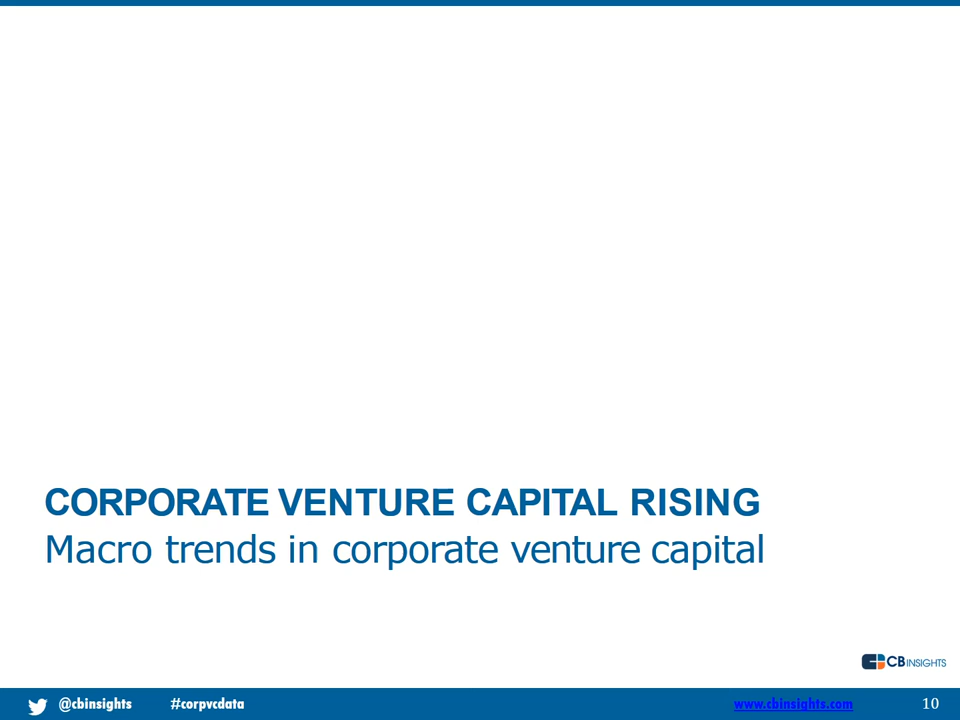 CORPORATE VENTURE CAPITAL RISING
Macro trends in corporate venture capital
CB INSIGHTS
@cbinsights #corpvcdata www.cbinsights.com 10